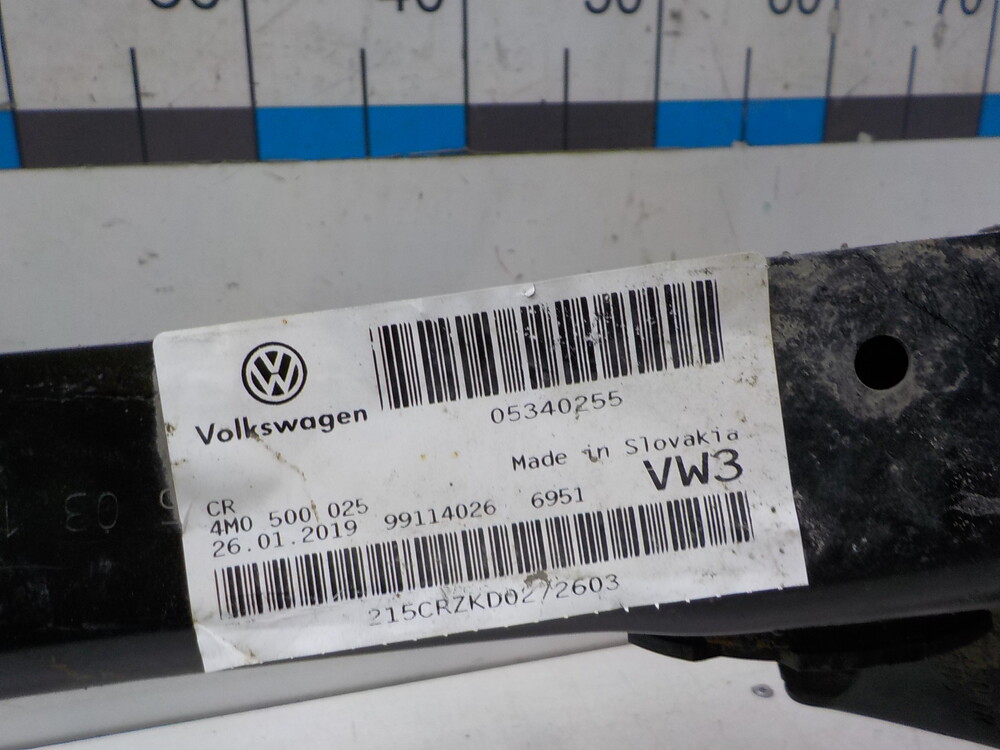 40 50 60 70
Volkswagen
05340255
Made in Slovakia
VW3
CR
4M0 500 025
26.01.2019 99114026 6951
215CRZKD0272603
03